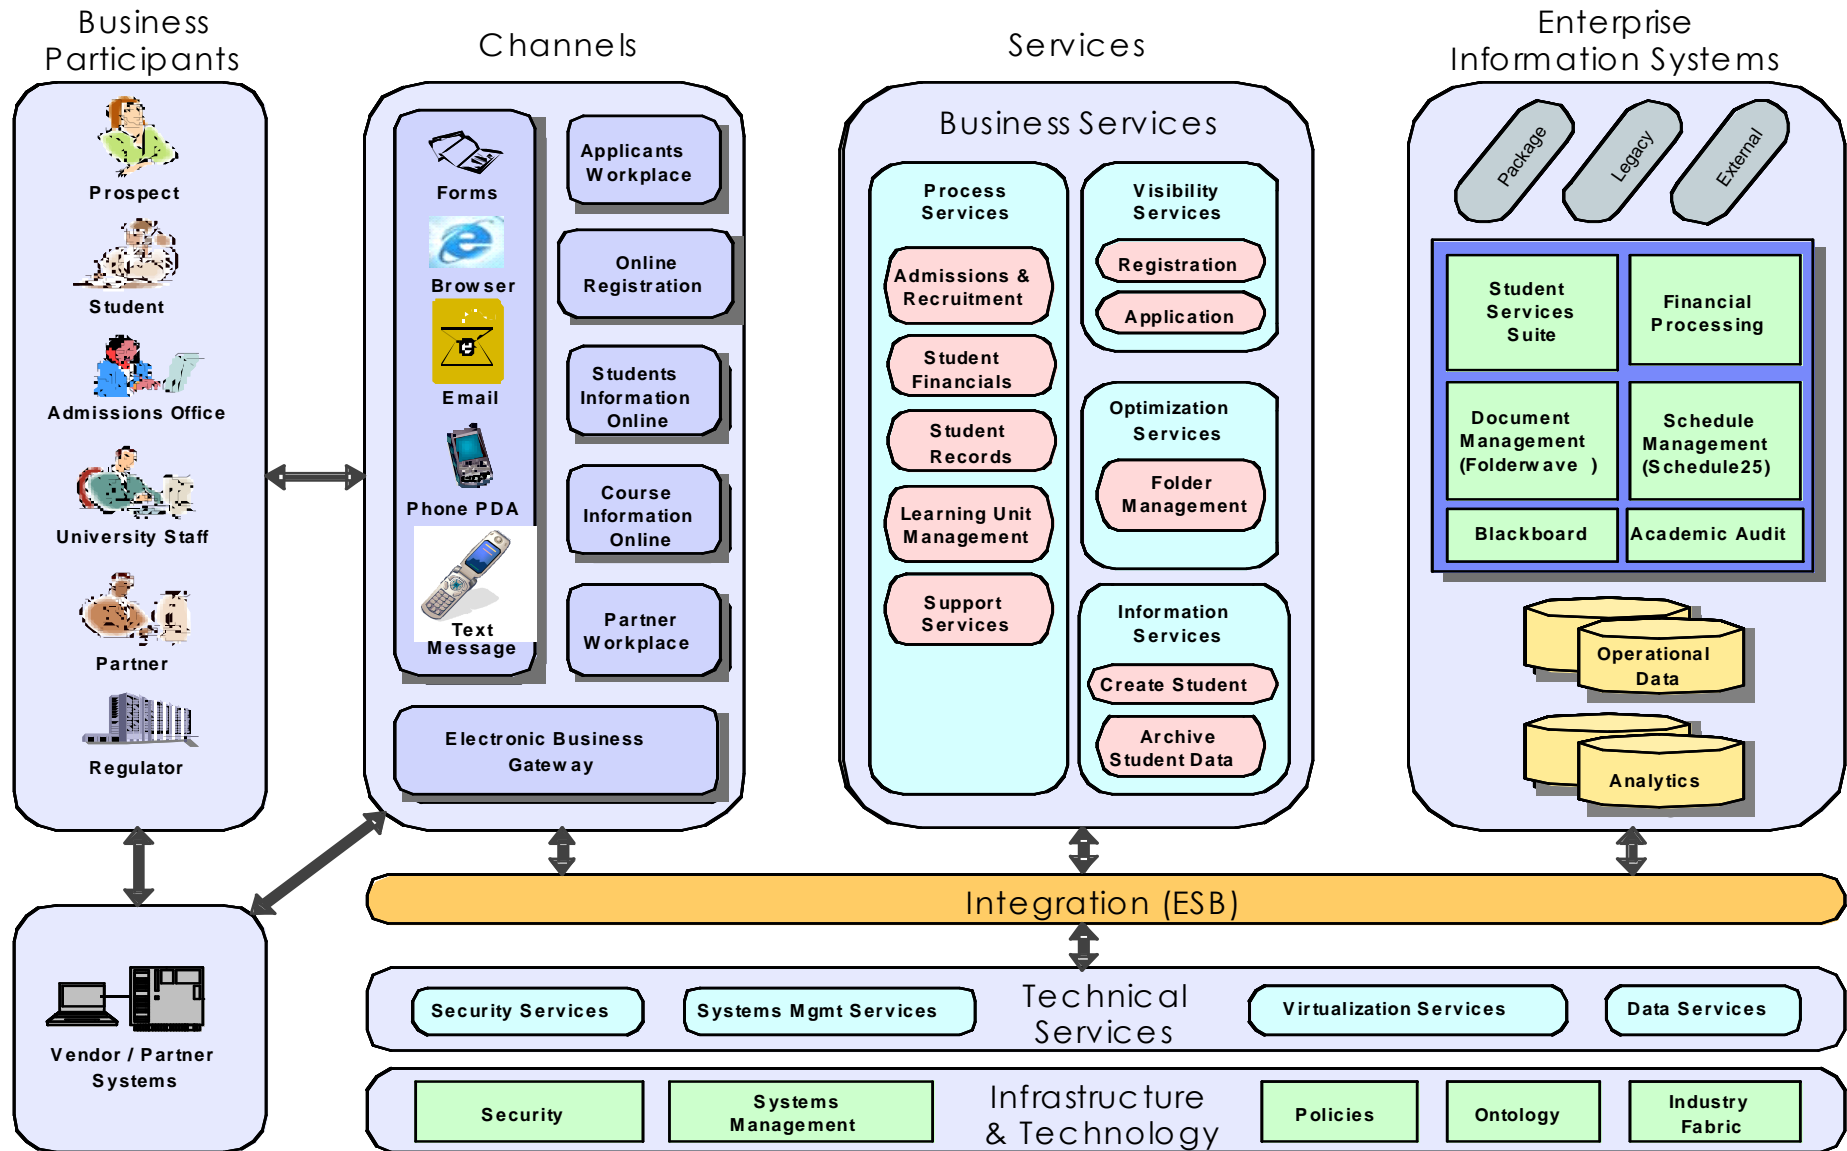 Business
Participants
Channels
Services
Enterprise
Information Systems
Prospect
Student
Admissions Office
University Staff
Partner
Regulator
Vendor / Partner
Systems
Forms
Browser
Email
Phone PDA
Text
Message
Applicants
Workplace
Online
Registration
Students
Information
Online
Course
Information
Online
Partner
Workplace
Electronic Business
Gateway
Business Services
Process
Services
Admissions &
Recruitment
Student
Financials
Student
Records
Learning Unit
Management
Support
Services
Visibility
Services
Registration
Application
Optimization
Services
Folder
Management
Information
Services
Create Student
Archive
Student Data
Package
Legacy
External
Student
Services
Suite
Financial
Processing
Document
Management
(Folderwave )
Schedule
Management
(Schedule25)
Blackboard
Academic Audit
Operational
Data
Analytics
Integration (ESB)
Security Services
Systems Mgmt Services
Technical
Services
Virtualization Services
Data Services
Security
Systems
Management
Infrastructure
& Technology
Policies
Ontology
Industry
Fabric